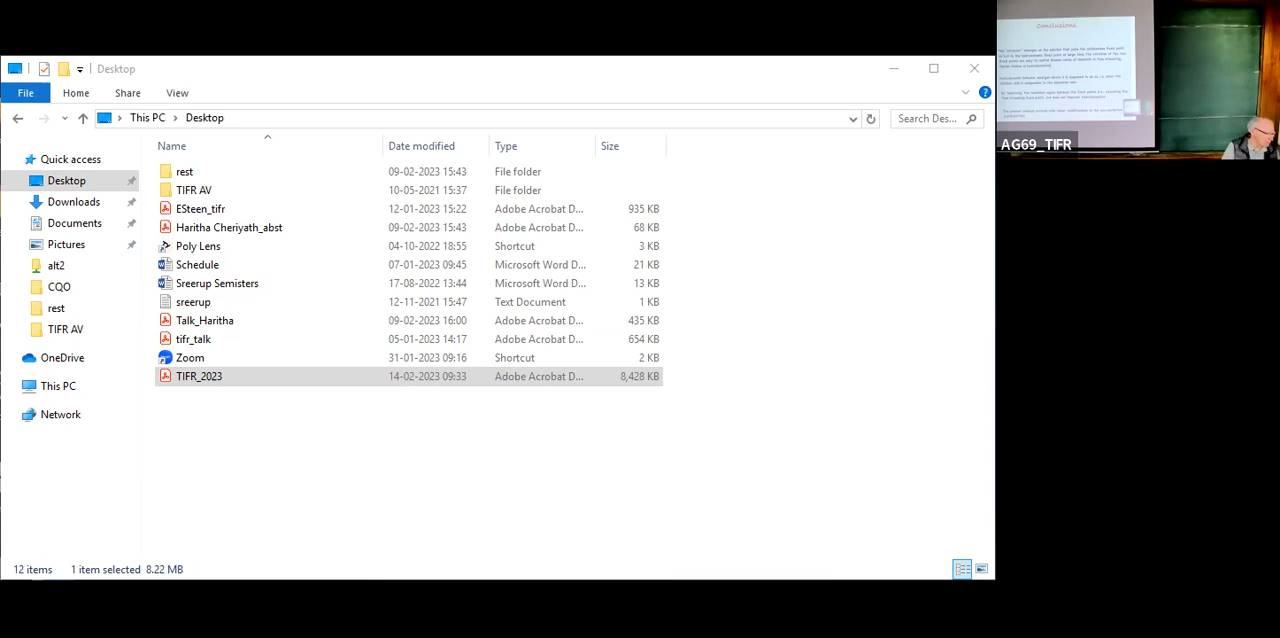 Desktop
File Home Share View
This PC Desktop
Search Des...
Name Date modified Type Size
Quick access
Desktop
Downloads
Documents
Pictures
alt2
CQO
rest
TIFR AV
OneDrive
This PC
Network
rest 09-02-2023 15:43 File folder
TIFR AV 10-05-2021 15:37 File folder
ESteen_tifr 12-01-2023 15:22 Adobe Acrobat D... 935 KB
Haritha Cheriyath_abst 09-02-2023 15:43 Adobe Acrobat D... 68 KB
Poly Lens 04-10-2022 18:55 Shortcut 3 KB
Schedule 07-01-2023 09:45 Microsoft Word D... 21 KB
Sreerup Semisters 17-08-2022 13:44 Microsoft Word D... 13 KB
sreerup 12-11-2021 15:47 Text Document 1 KB
Talk_Haritha 09-02-2023 16:00 Adobe Acrobat D... 435 KB
tifr_talk 05-01-2023 14:17 Adobe Acrobat D... 654 KB
Zoom 31-01-2023 09:16 Shortcut 2 KB
TIFR_2023 14-02-2023 09:33 Adobe Acrobat D... 8,428 KB
12 items 1 item selected 8.22 MB
Conclusions
AG69_TIFR